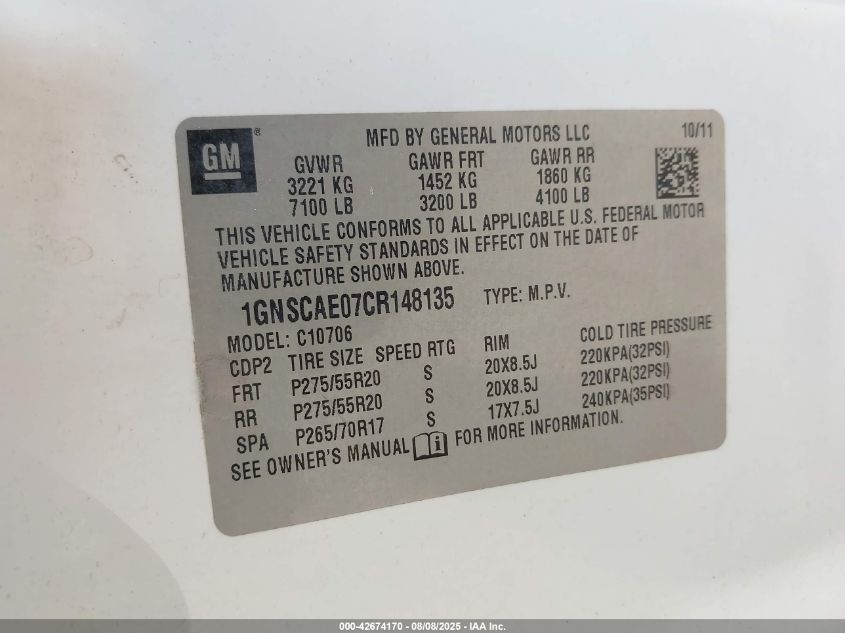 GM ®
MFD BY GENERAL MOTORS LLC 10/11
GVWR GAWR FRT GAWR RR
3221 KG 1452 KG 1860 KG
7100 LB 3200 LB 4100 LB
THIS VEHICLE CONFORMS TO ALL APPLICABLE U.S. FEDERAL MOTOR
VEHICLE SAFETY STANDARDS IN EFFECT ON THE DATE OF
MANUFACTURE SHOWN ABOVE.
1GNSCAE07CR148135 TYPE: M.P.V.
MODEL: C10706
CDP2 TIRE SIZE SPEED RTG RIM COLD TIRE PRESSURE
FRT P275/55R20 S 20X8.5J 220KPA(32PSI)
RR P275/55R20 S 20X8.5J 220KPA(32PSI)
SPA P265/70R17 S 17X7.5J 240KPA(35PSI)
SEE OWNER'S MANUAL i FOR MORE INFORMATION.
000-42674170 - 08/08/2025 - IAA Inc.